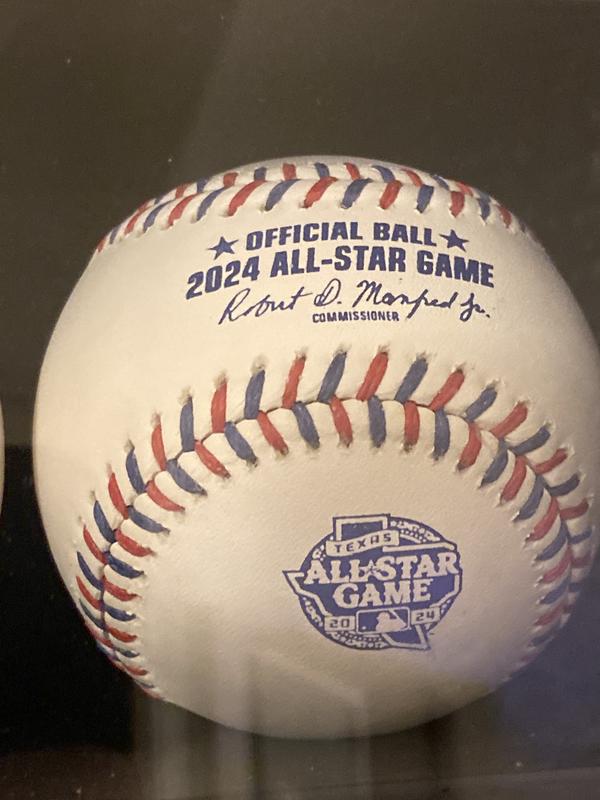 OFFICIAL BALL
2024 ALL-STAR GAME
Robert D. Manfred Jr.
COMMISSIONER
TEXAS
ALL★STAR
GAME
20 24